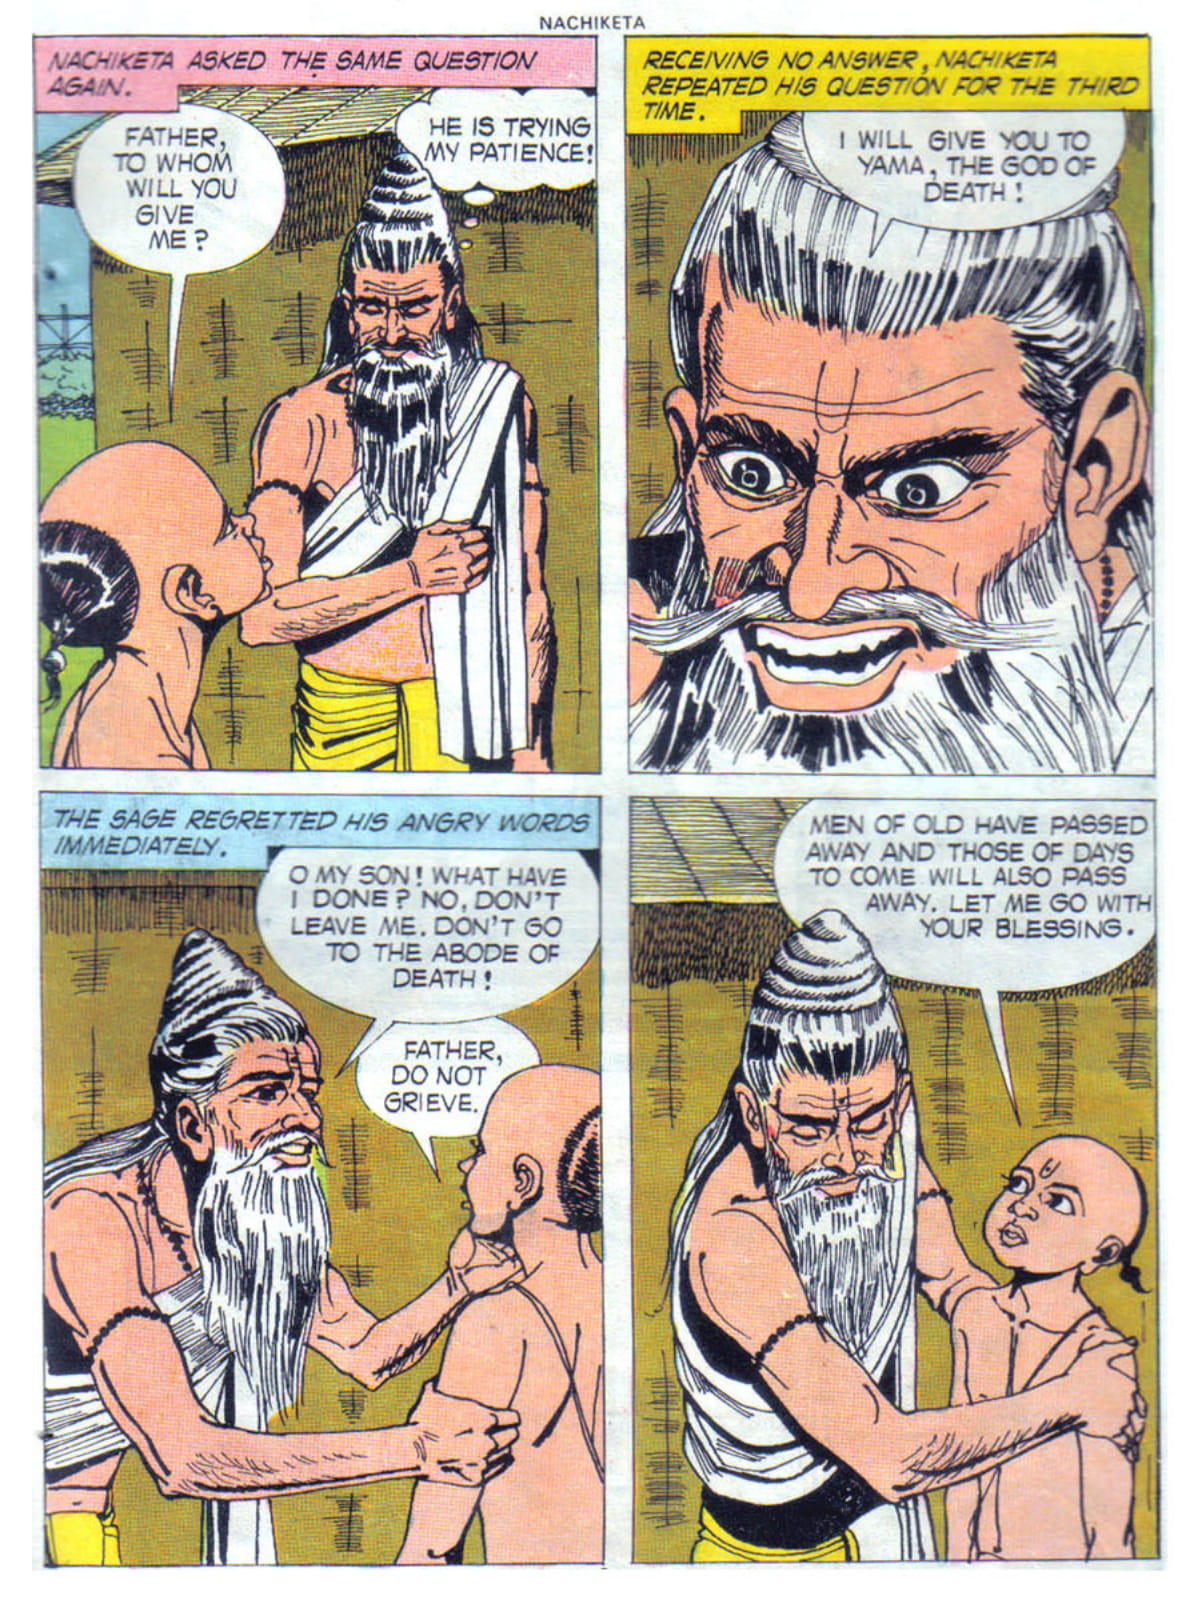 NACHIKETA
NACHIKETA ASKED THE SAME QUESTION
AGAIN.
FATHER,
TO WHOM
WILL YOU
GIVE
ME?
HE IS TRYING
MY PATIENCE!
RECEIVING NO ANSWER, NACHIKETA
REPEATED HIS QUESTION FOR THE THIRD
TIME.
I WILL GIVE YOU TO
YAMA, THE GOD OF
DEATH!
THE SAGE REGRETTED HIS ANGRY WORDS
IMMEDIATELY.
O MY SON! WHAT HAVE
I DONE? NO, DON'T
LEAVE ME. DON'T GO
TO THE ABODE OF
DEATH!
FATHER,
DO NOT
GRIEVE.
MEN OF OLD HAVE PASSED
AWAY AND THOSE OF DAYS
TO COME WILL ALSO PASS
AWAY. LET ME GO WITH
YOUR BLESSING.